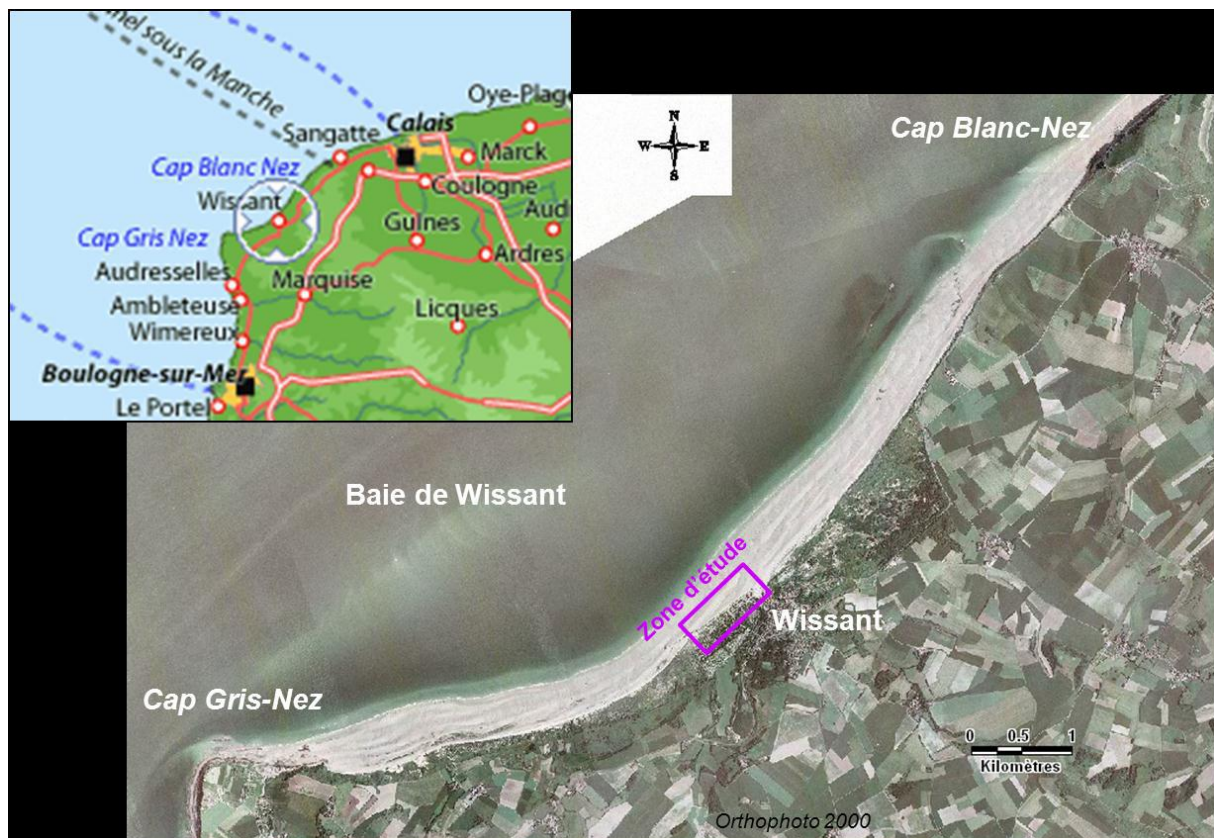 nel sous la Manche
Oye-Plag
Calais
Sangatte
Marck
Cap Blanc Nez
Coulogne
Wissant
Guînes
Aud
Cap Gris Nez
Ardres
Audresselles
Marquise
Ambleteuse
Licques
Wimereux
Boulogne-sur-Mer
Le Portel
N
W E
S
Cap Blanc-Nez
Baie de Wissant
Zone d'étude
Wissant
Cap Gris-Nez
0 0.5 1
Kilomètres
Orthophoto 2000